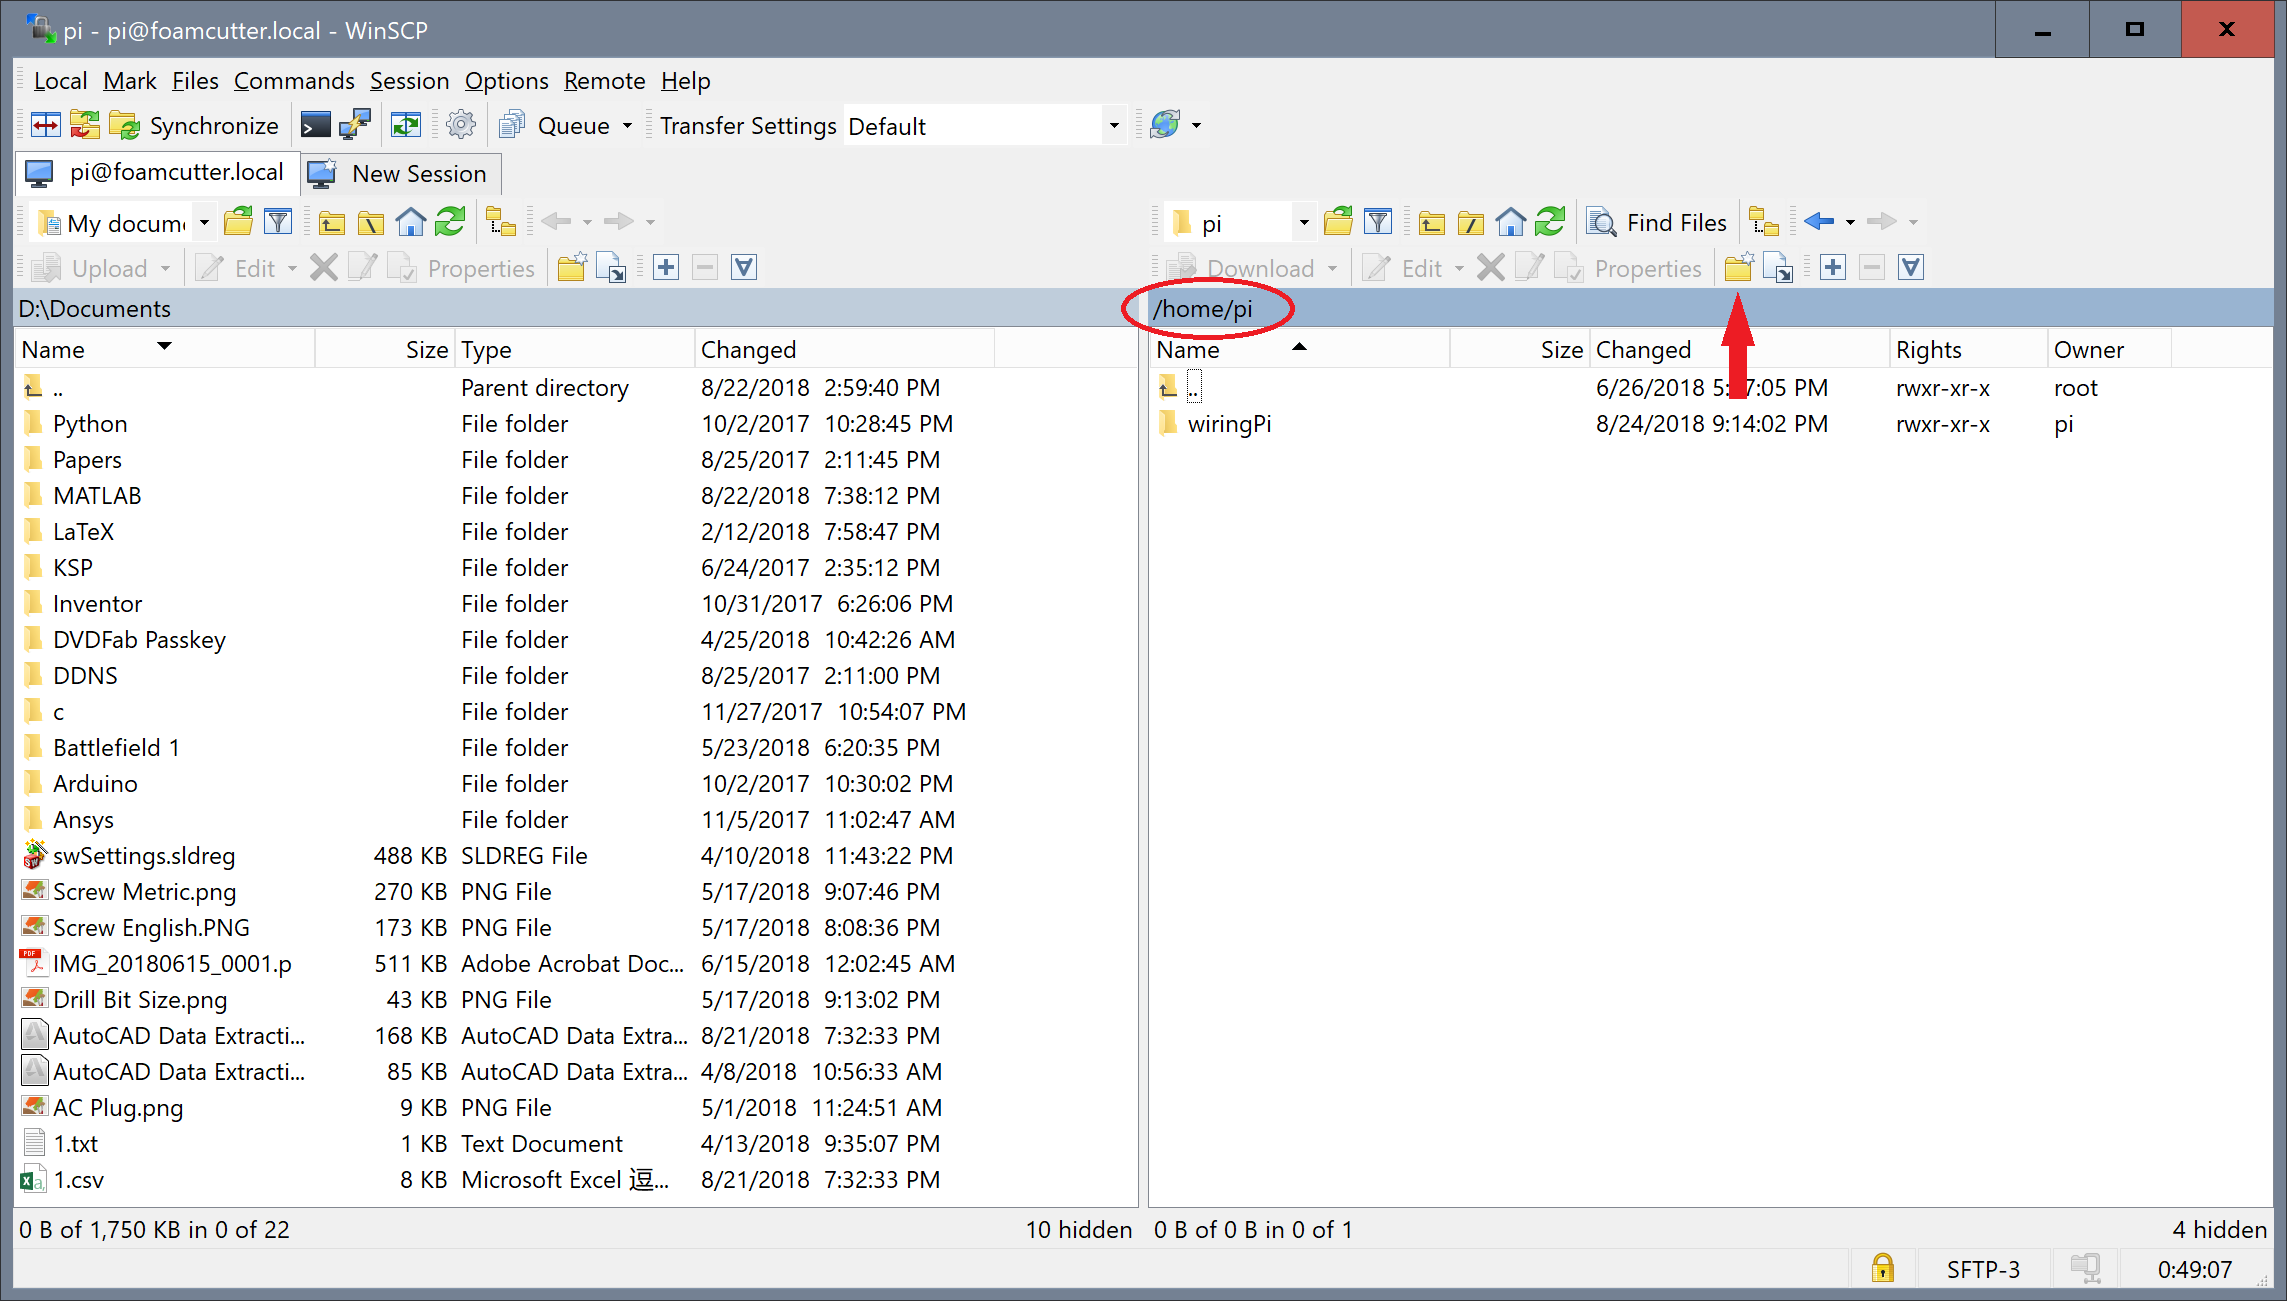 pi - pi@foamcutter.local - WinSCP
Local Mark Files Commands Session Options Remote Help
Synchronize Queue Transfer Settings Default
pi@foamcutter.local New Session
My docum pi Find Files
Upload Edit Properties Download Edit Properties
D:\Documents /home/pi
Name Size Type Changed Name Size Changed Rights Owner
.. Parent directory 8/22/2018 2:59:40 PM .. 6/26/2018 rwxr-xr-x root
Python File folder 10/2/2017 10:28:45 PM wiringPi 8/24/2018 9:14:02 PM rwxr-xr-x pi
Papers File folder 8/25/2017 2:11:45 PM
MATLAB File folder 8/22/2018 7:38:12 PM
LaTeX File folder 2/12/2018 7:58:47 PM
KSP File folder 6/24/2017 2:35:12 PM
Inventor File folder 10/31/2017 6:26:06 PM
DVDFab Passkey File folder 4/25/2018 10:42:26 AM
DDNS File folder 8/25/2017 2:11:00 PM
c File folder 11/27/2017 10:54:07 PM
Battlefield 1 File folder 5/23/2018 6:20:35 PM
Arduino File folder 10/2/2017 10:30:02 PM
Ansys File folder 11/5/2017 11:02:47 AM
swSettings.sldreg 488 KB SLDREG File 4/10/2018 11:43:22 PM
Screw Metric.png 270 KB PNG File 5/17/2018 9:07:46 PM
Screw English.PNG 173 KB PNG File 5/17/2018 8:08:36 PM
IMG_20180615_0001.p 511 KB Adobe Acrobat Doc... 6/15/2018 12:02:45 AM
Drill Bit Size.png 43 KB PNG File 5/17/2018 9:13:02 PM
AutoCAD Data Extracti... 168 KB AutoCAD Data Extra... 8/21/2018 7:32:33 PM
AutoCAD Data Extracti... 85 KB AutoCAD Data Extra... 4/8/2018 10:56:33 AM
AC Plug.png 9 KB PNG File 5/1/2018 11:24:51 AM
1.txt 1 KB Text Document 4/13/2018 9:35:07 PM
1.csv 8 KB Microsoft Excel 逗... 8/21/2018 7:32:33 PM
0 B of 1,750 KB in 0 of 22 10 hidden 0 B of 0 B in 0 of 1 4 hidden
SFTP-3 0:49:07